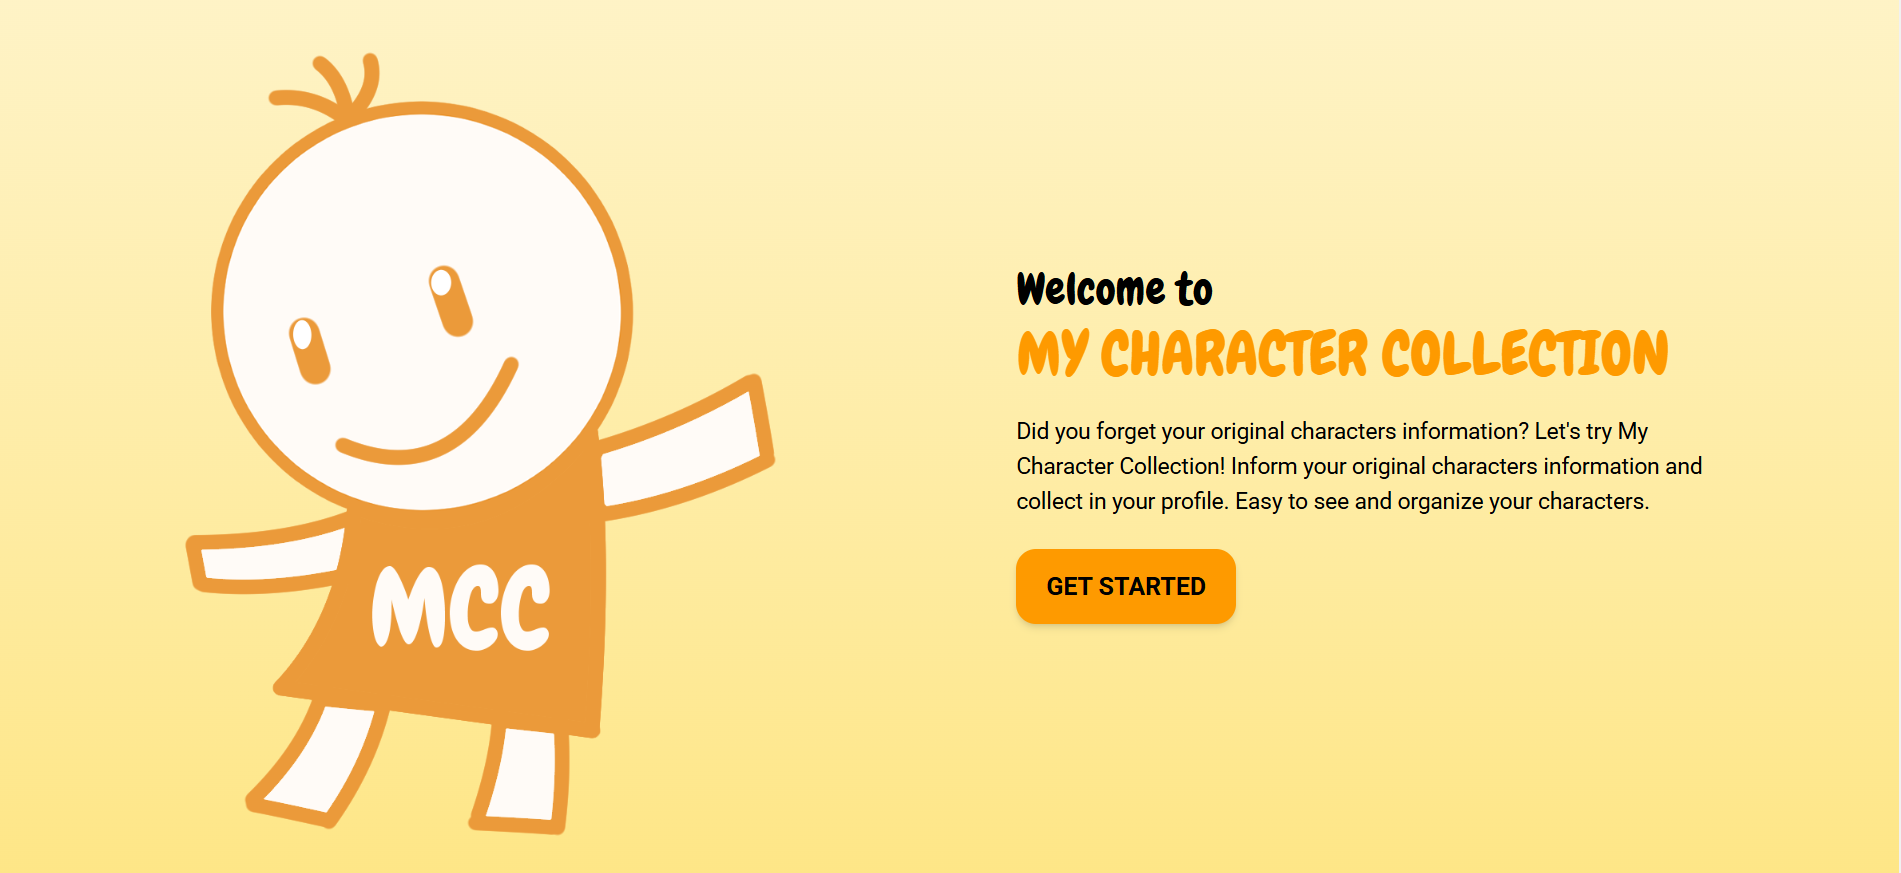 Welcome to
MY CHARACTER COLLECTION
Did you forget your original characters information? Let's try My
Character Collection! Inform your original characters information and
collect in your profile. Easy to see and organize your characters.
MCC
GET STARTED